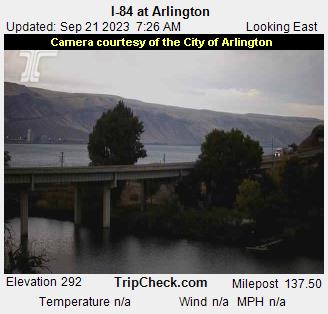 I-84 at Arlington
Updated: Sep 21 2023 7:26 AM Looking East
Camera courtesy of the City of Arlington
Elevation 292 TripCheck.com Milepost 137.50
Temperature n/a Wind n/a MPH n/a